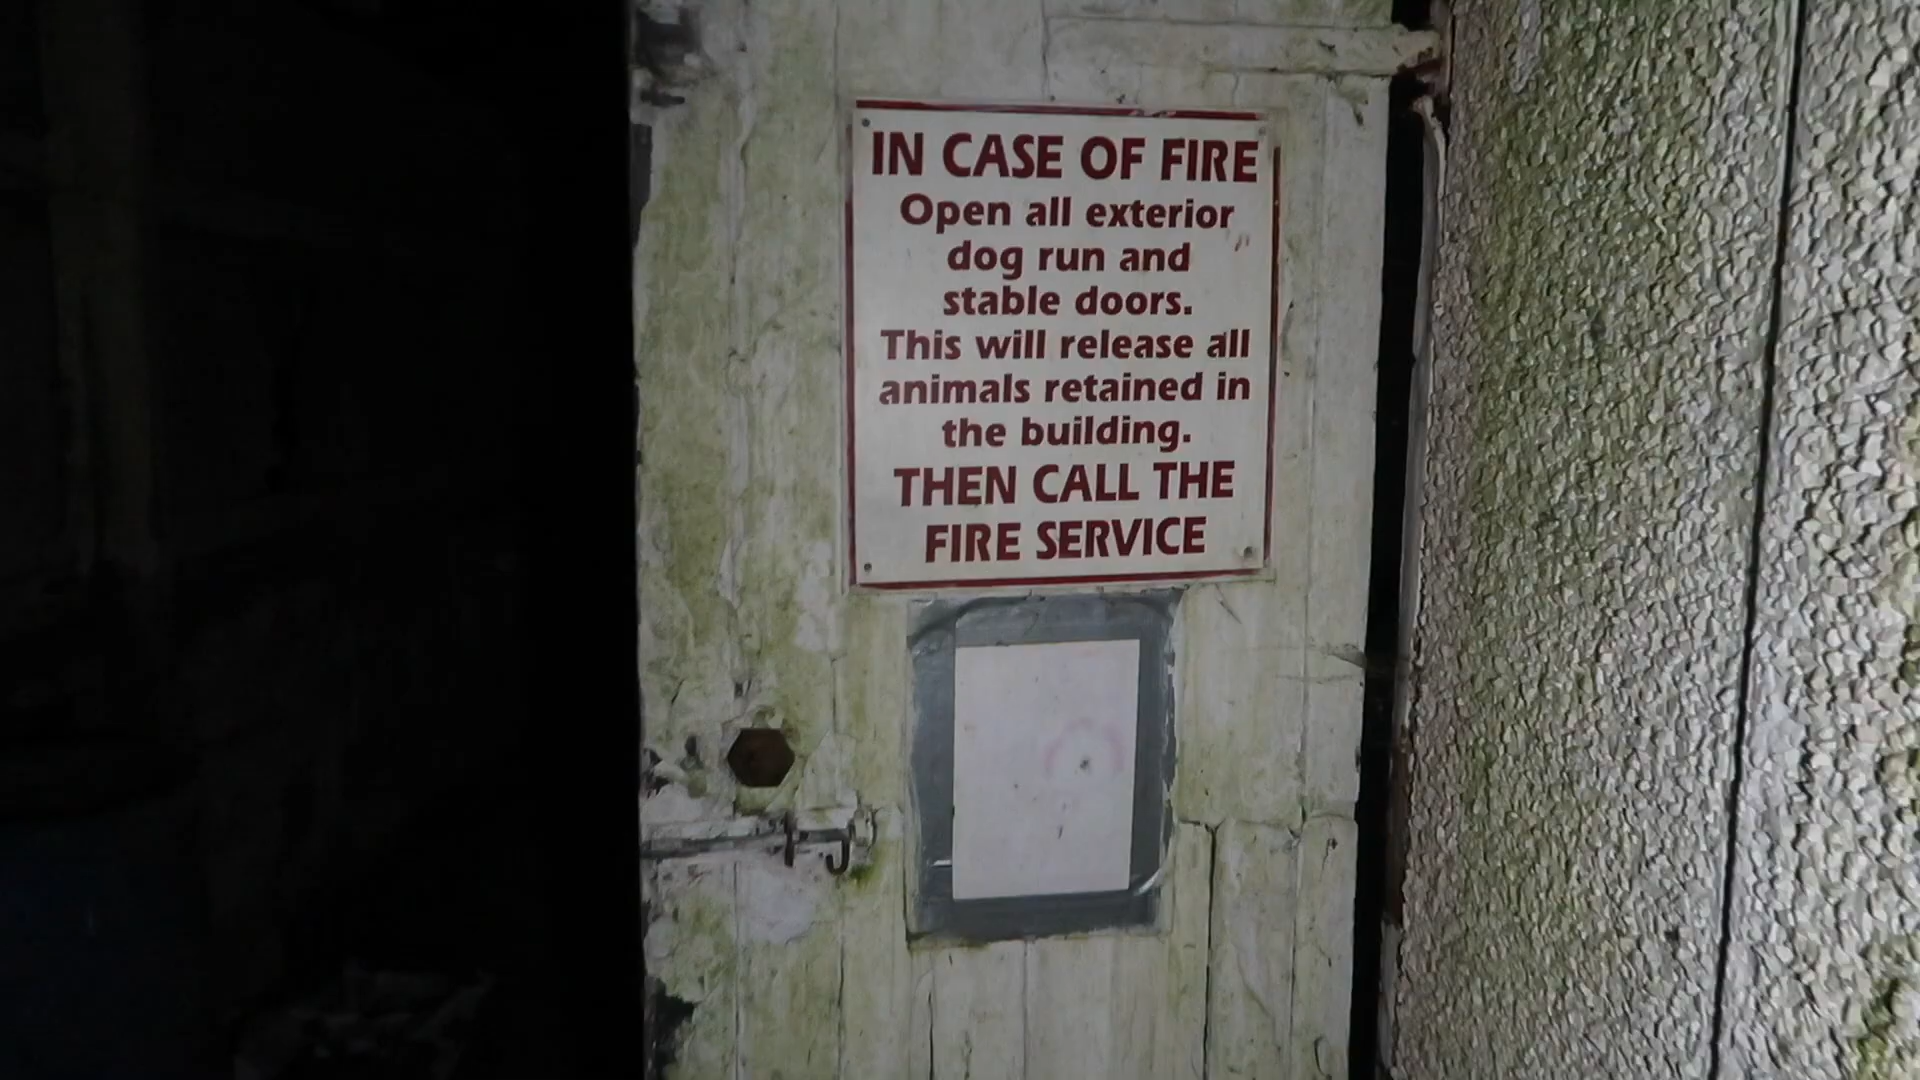 IN CASE OF FIRE
Open all exterior
dog run and
stable doors.
This will release all
animals retained in
the building.
THEN CALL THE
FIRE SERVICE